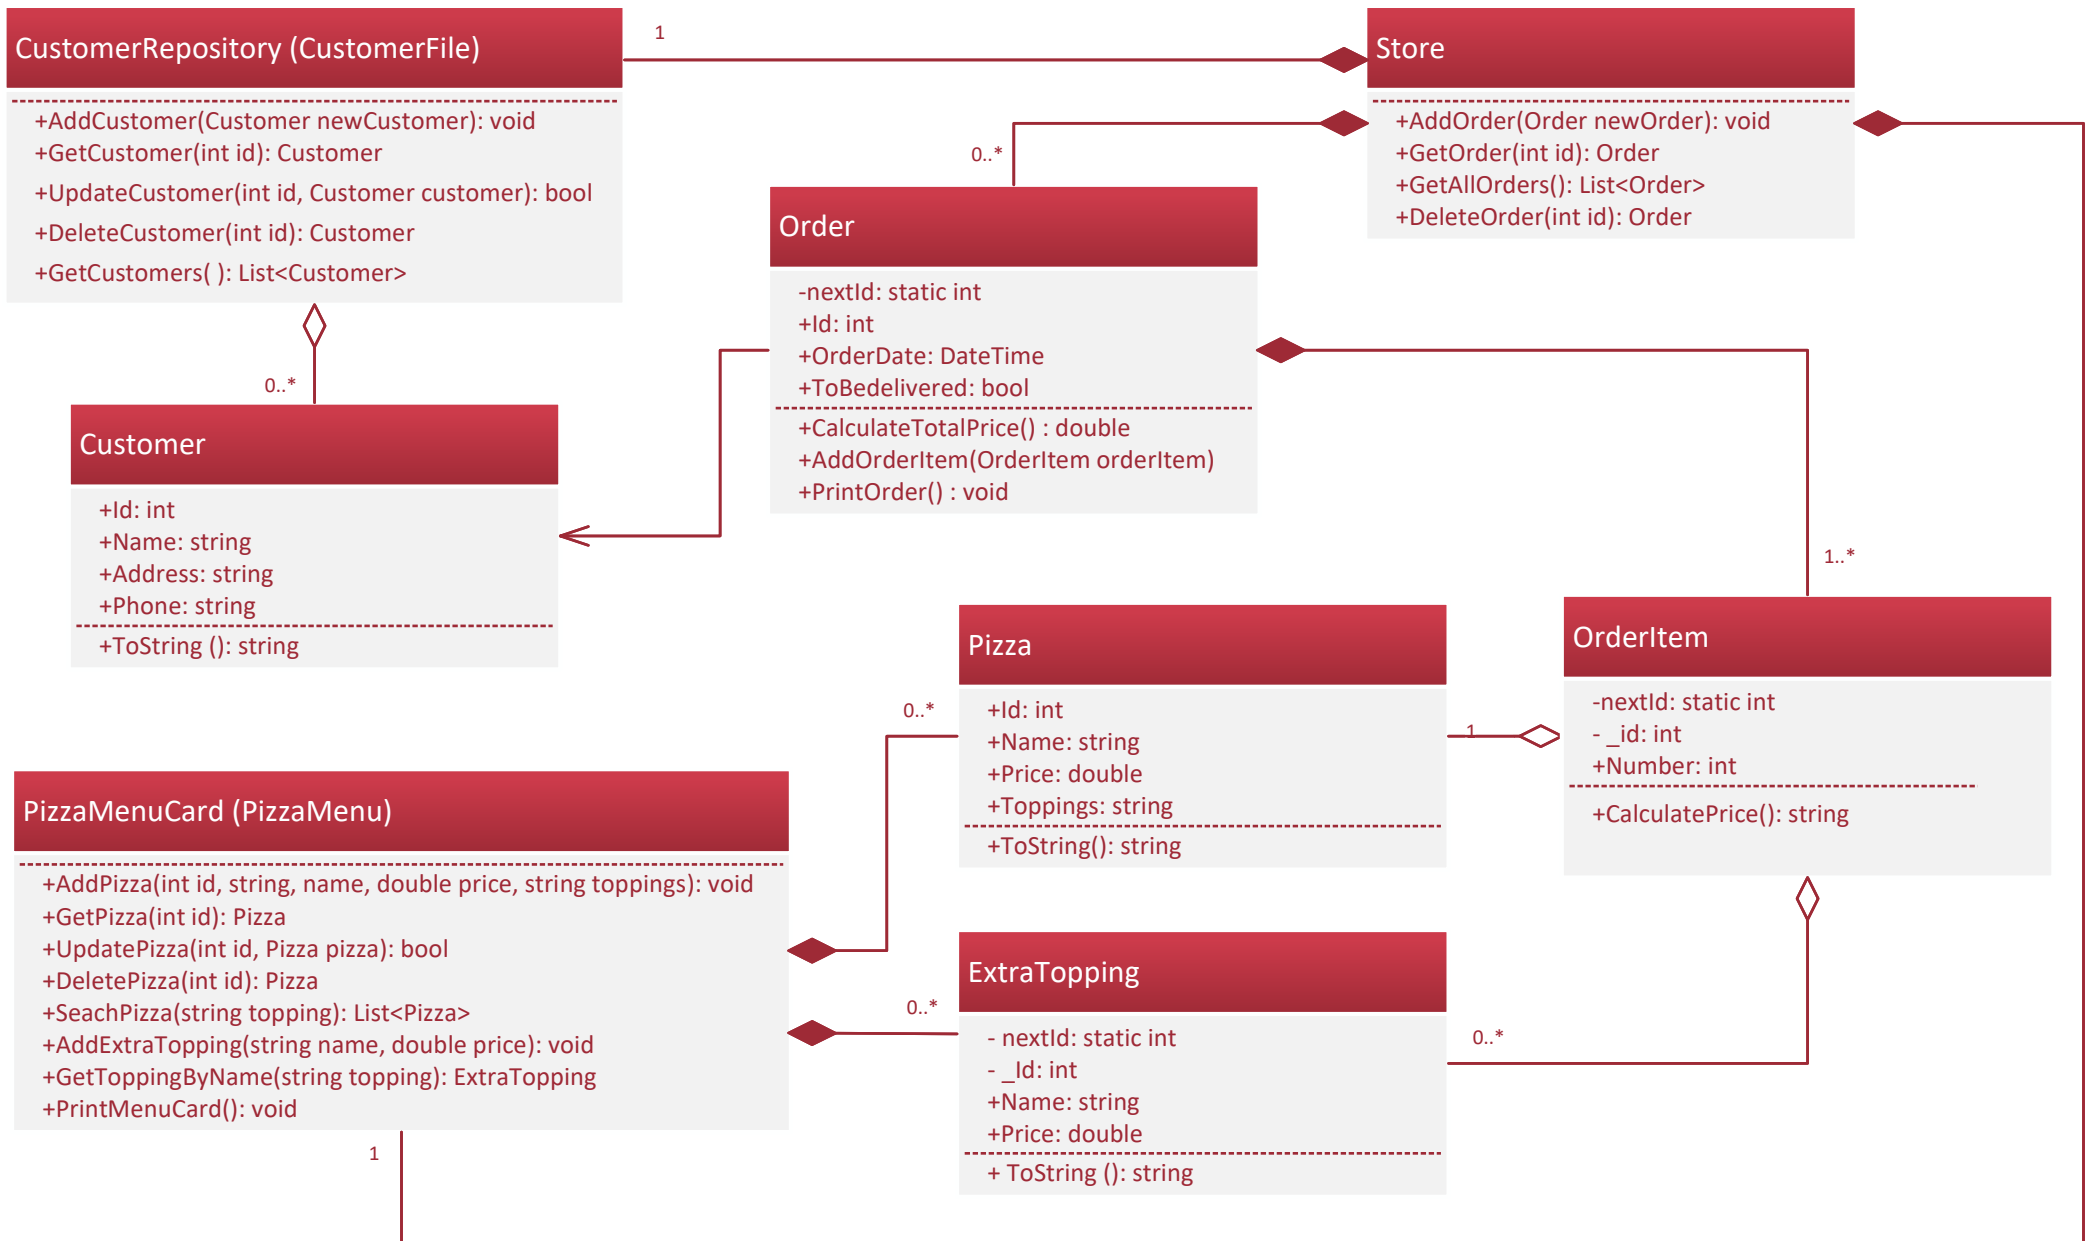 CustomerRepository (CustomerFile)
+AddCustomer(Customer newCustomer): void
+GetCustomer(int id): Customer
+UpdateCustomer(int id, Customer customer): bool
+DeleteCustomer(int id): Customer
+GetCustomers( ): List<Customer>
1
Store
+AddOrder(Order newOrder): void
+GetOrder(int id): Order
+GetAllOrders(): List<Order>
+DeleteOrder(int id): Order
0..*
Order
-nextId: static int
+Id: int
+OrderDate: DateTime
+ToBedelivered: bool
+CalculateTotalPrice() : double
+AddOrderItem(OrderItem orderItem)
+PrintOrder() : void
0..*
Customer
+Id: int
+Name: string
+Address: string
+Phone: string
+ToString (): string
1..*
Pizza
+Id: int
+Name: string
+Price: double
+Toppings: string
+ToString(): string
0..*
1
OrderItem
-nextId: static int
- _id: int
+Number: int
+CalculatePrice(): string
PizzaMenuCard (PizzaMenu)
+AddPizza(int id, string, name, double price, string toppings): void
+GetPizza(int id): Pizza
+UpdatePizza(int id, Pizza pizza): bool
+DeletePizza(int id): Pizza
+SeachPizza(string topping): List<Pizza>
+AddExtraTopping(string name, double price): void
+GetToppingByName(string topping): ExtraTopping
+PrintMenuCard(): void
0..*
ExtraTopping
- nextId: static int
- _Id: int
+Name: string
+Price: double
+ ToString (): string
0..*
1